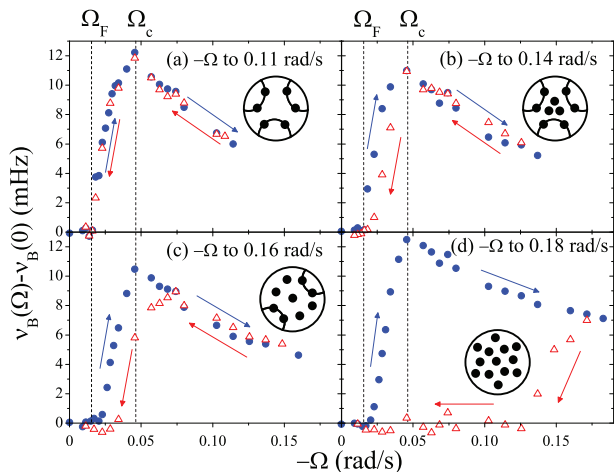 Ω_F Ω_c Ω_F Ω_c
(a) –Ω to 0.11 rad/s
(b) –Ω to 0.14 rad/s
12
10
8
6
4
2
0
(c) –Ω to 0.16 rad/s
(d) –Ω to 0.18 rad/s
12
10
8
6
4
2
0
ν_B(Ω)-ν_B(0) (mHz)
0 0.05 0.10 0.15 0 0.05 0.10 0.15
–Ω (rad/s)